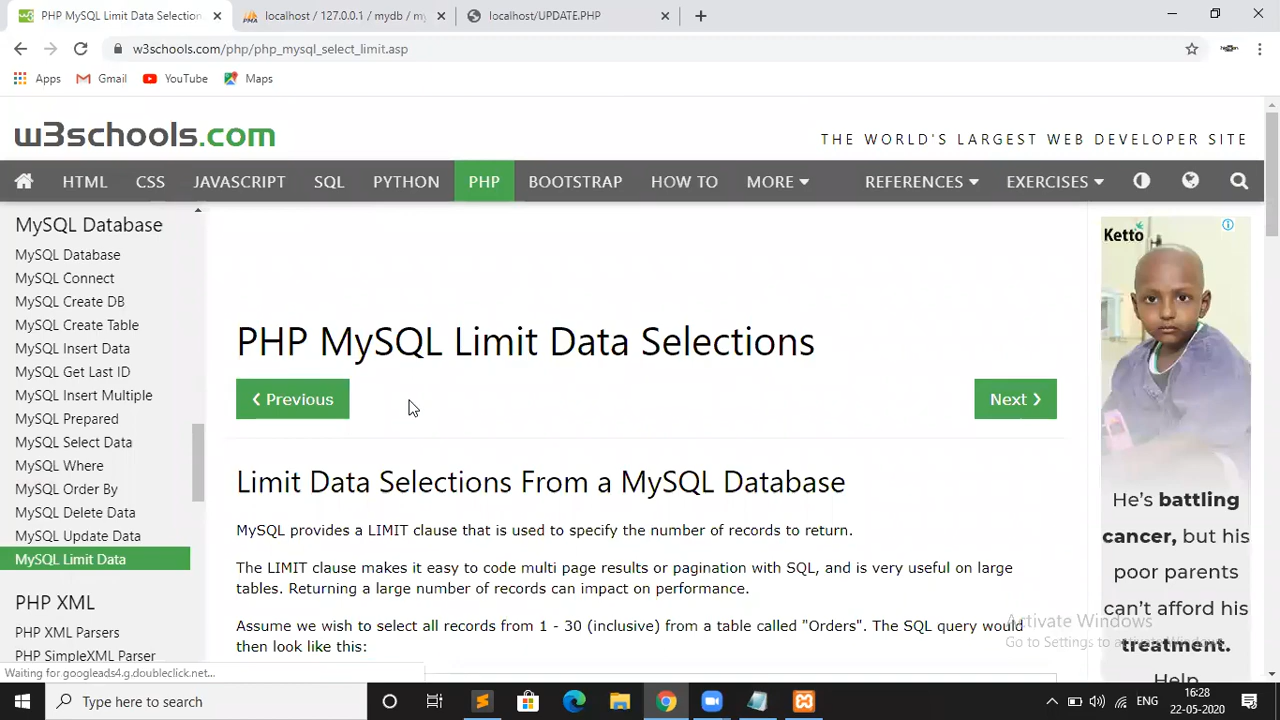 PHP MySQL Limit Data Selection
localhost / 127.0.0.1 / mydb / my
localhost/UPDATE.PHP
w3schools.com/php/php_mysql_select_limit.asp
Apps
Gmail
YouTube
Maps
w3schools.com
THE WORLD'S LARGEST WEB DEVELOPER SITE
HTML
CSS
JAVASCRIPT
SQL
PYTHON
PHP
BOOTSTRAP
HOW TO
MORE
REFERENCES
EXERCISES
MySQL Database
MySQL Database
MySQL Connect
MySQL Create DB
MySQL Create Table
MySQL Insert Data
MySQL Get Last ID
MySQL Insert Multiple
MySQL Prepared
MySQL Select Data
MySQL Where
MySQL Order By
MySQL Delete Data
MySQL Update Data
MySQL Limit Data
PHP XML
PHP XML Parsers
PHP SimpleXML Parser
PHP MySQL Limit Data Selections
❮ Previous
Next ❯
Limit Data Selections From a MySQL Database
MySQL provides a LIMIT clause that is used to specify the number of records to return.
The LIMIT clause makes it easy to code multi page results or pagination with SQL, and is very useful on large
tables. Returning a large number of records can impact on performance.
Assume we wish to select all records from 1 - 30 (inclusive) from a table called "Orders". The SQL query would
then look like this:
Ketto
He's battling
cancer, but his
poor parents
can't afford his
treatment.
Help
Activate Windows
Go to Settings to activate Windows.
Waiting for googleads4.g.doubleclick.net...
Type here to search
ENG
16:28
22-05-2020